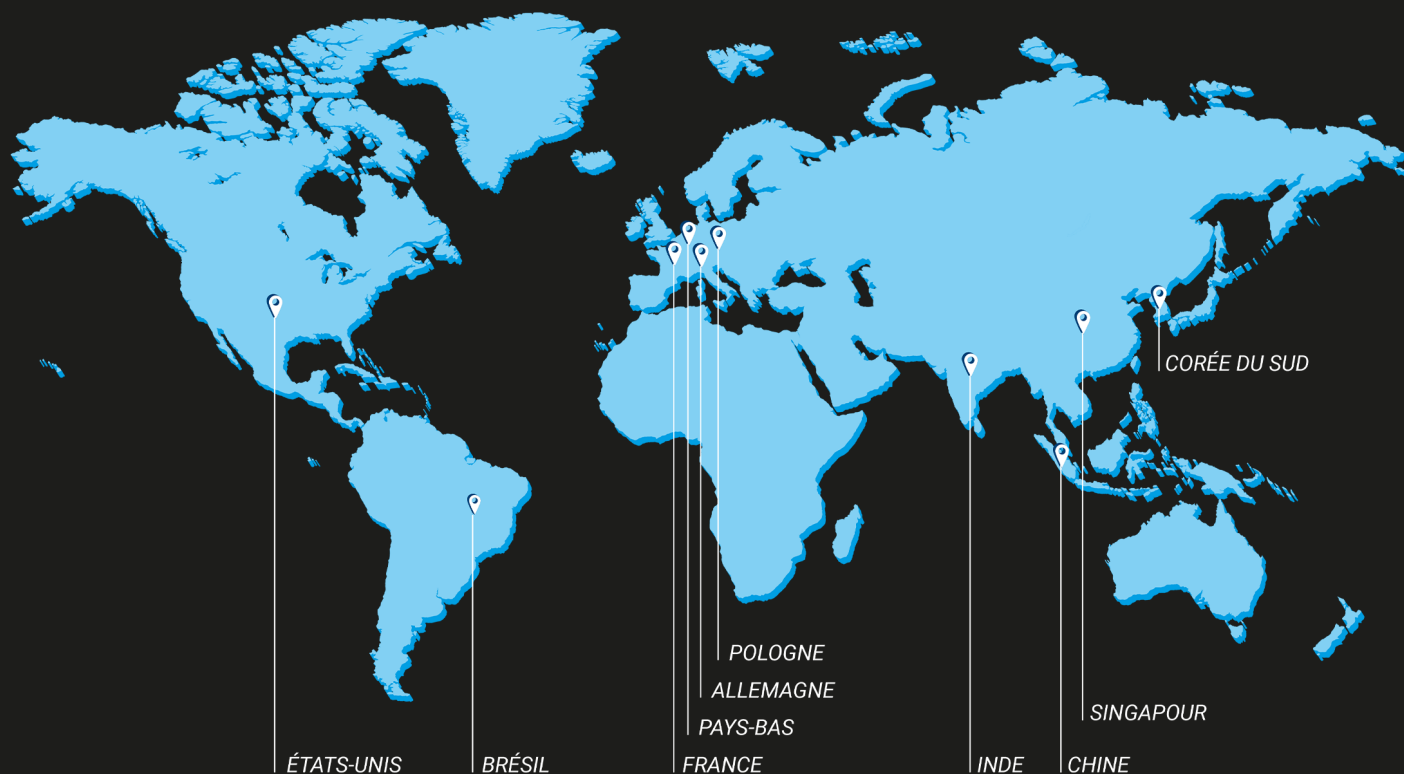 CORÉE DU SUD
POLOGNE
ALLEMAGNE
SINGAPOUR
PAYS-BAS
ÉTATS-UNIS
BRÉSIL
FRANCE
INDE
CHINE